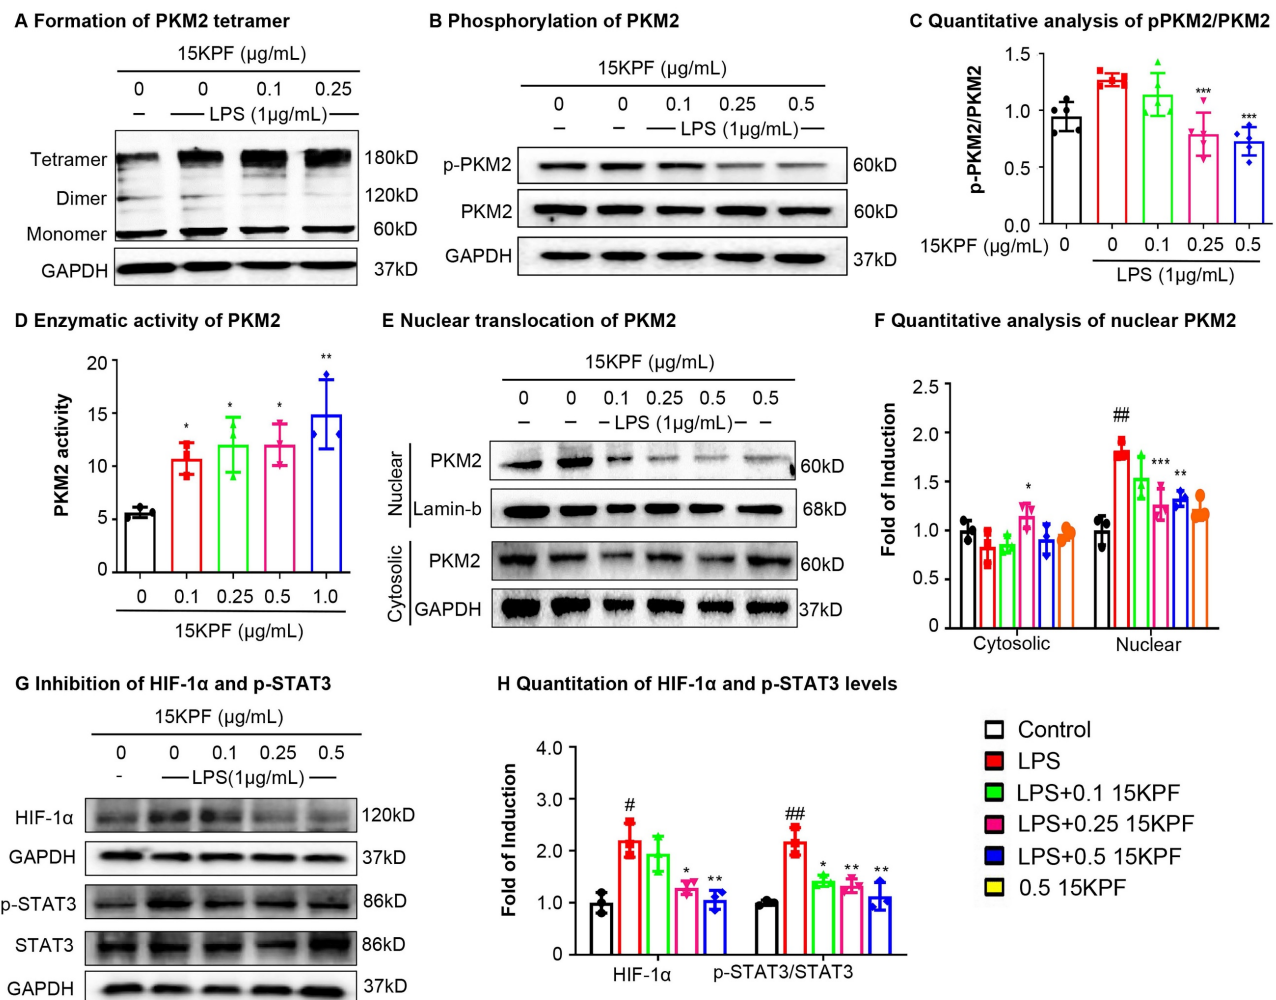 A Formation of PKM2 tetramer
15KPF (µg/mL)
0 0 0.1 0.25
– LPS (1µg/mL)
Tetramer 180kD
Dimer 120kD
Monomer 60kD
GAPDH 37kD
B Phosphorylation of PKM2
15KPF (µg/mL)
0 0 0.1 0.25 0.5
– – LPS (1µg/mL)
p-PKM2 60kD
PKM2 60kD
GAPDH 37kD
C Quantitative analysis of pPKM2/PKM2
p-PKM2/PKM2
1.5
1.0
0.5
0.0
*** ***
15KPF (µg/mL) 0 0 0.1 0.25 0.5
LPS (1µg/mL)
D Enzymatic activity of PKM2
PKM2 activity
20
15
10
5
0
* * * **
0 0.1 0.25 0.5 1.0
15KPF (µg/mL)
E Nuclear translocation of PKM2
15KPF (µg/mL)
0 0 0.1 0.25 0.5 0.5
– – – LPS (1µg/mL) – –
Nuclear
PKM2 60kD
Lamin-b 68kD
Cytosolic
PKM2 60kD
GAPDH 37kD
F Quantitative analysis of nuclear PKM2
Fold of Induction
2.5
2.0
1.5
1.0
0.5
0
* ## *** **
Cytosolic Nuclear
G Inhibition of HIF-1α and p-STAT3
15KPF (µg/mL)
0 0 0.1 0.25 0.5
- LPS(1µg/mL)
HIF-1α 120kD
GAPDH 37kD
p-STAT3 86kD
STAT3 86kD
GAPDH 37kD
H Quantitation of HIF-1α and p-STAT3 levels
Fold of Induction
4.0
3.0
2.0
1.0
0
# * ** ## * ** **
HIF-1α p-STAT3/STAT3
Control
LPS
LPS+0.1 15KPF
LPS+0.25 15KPF
LPS+0.5 15KPF
0.5 15KPF